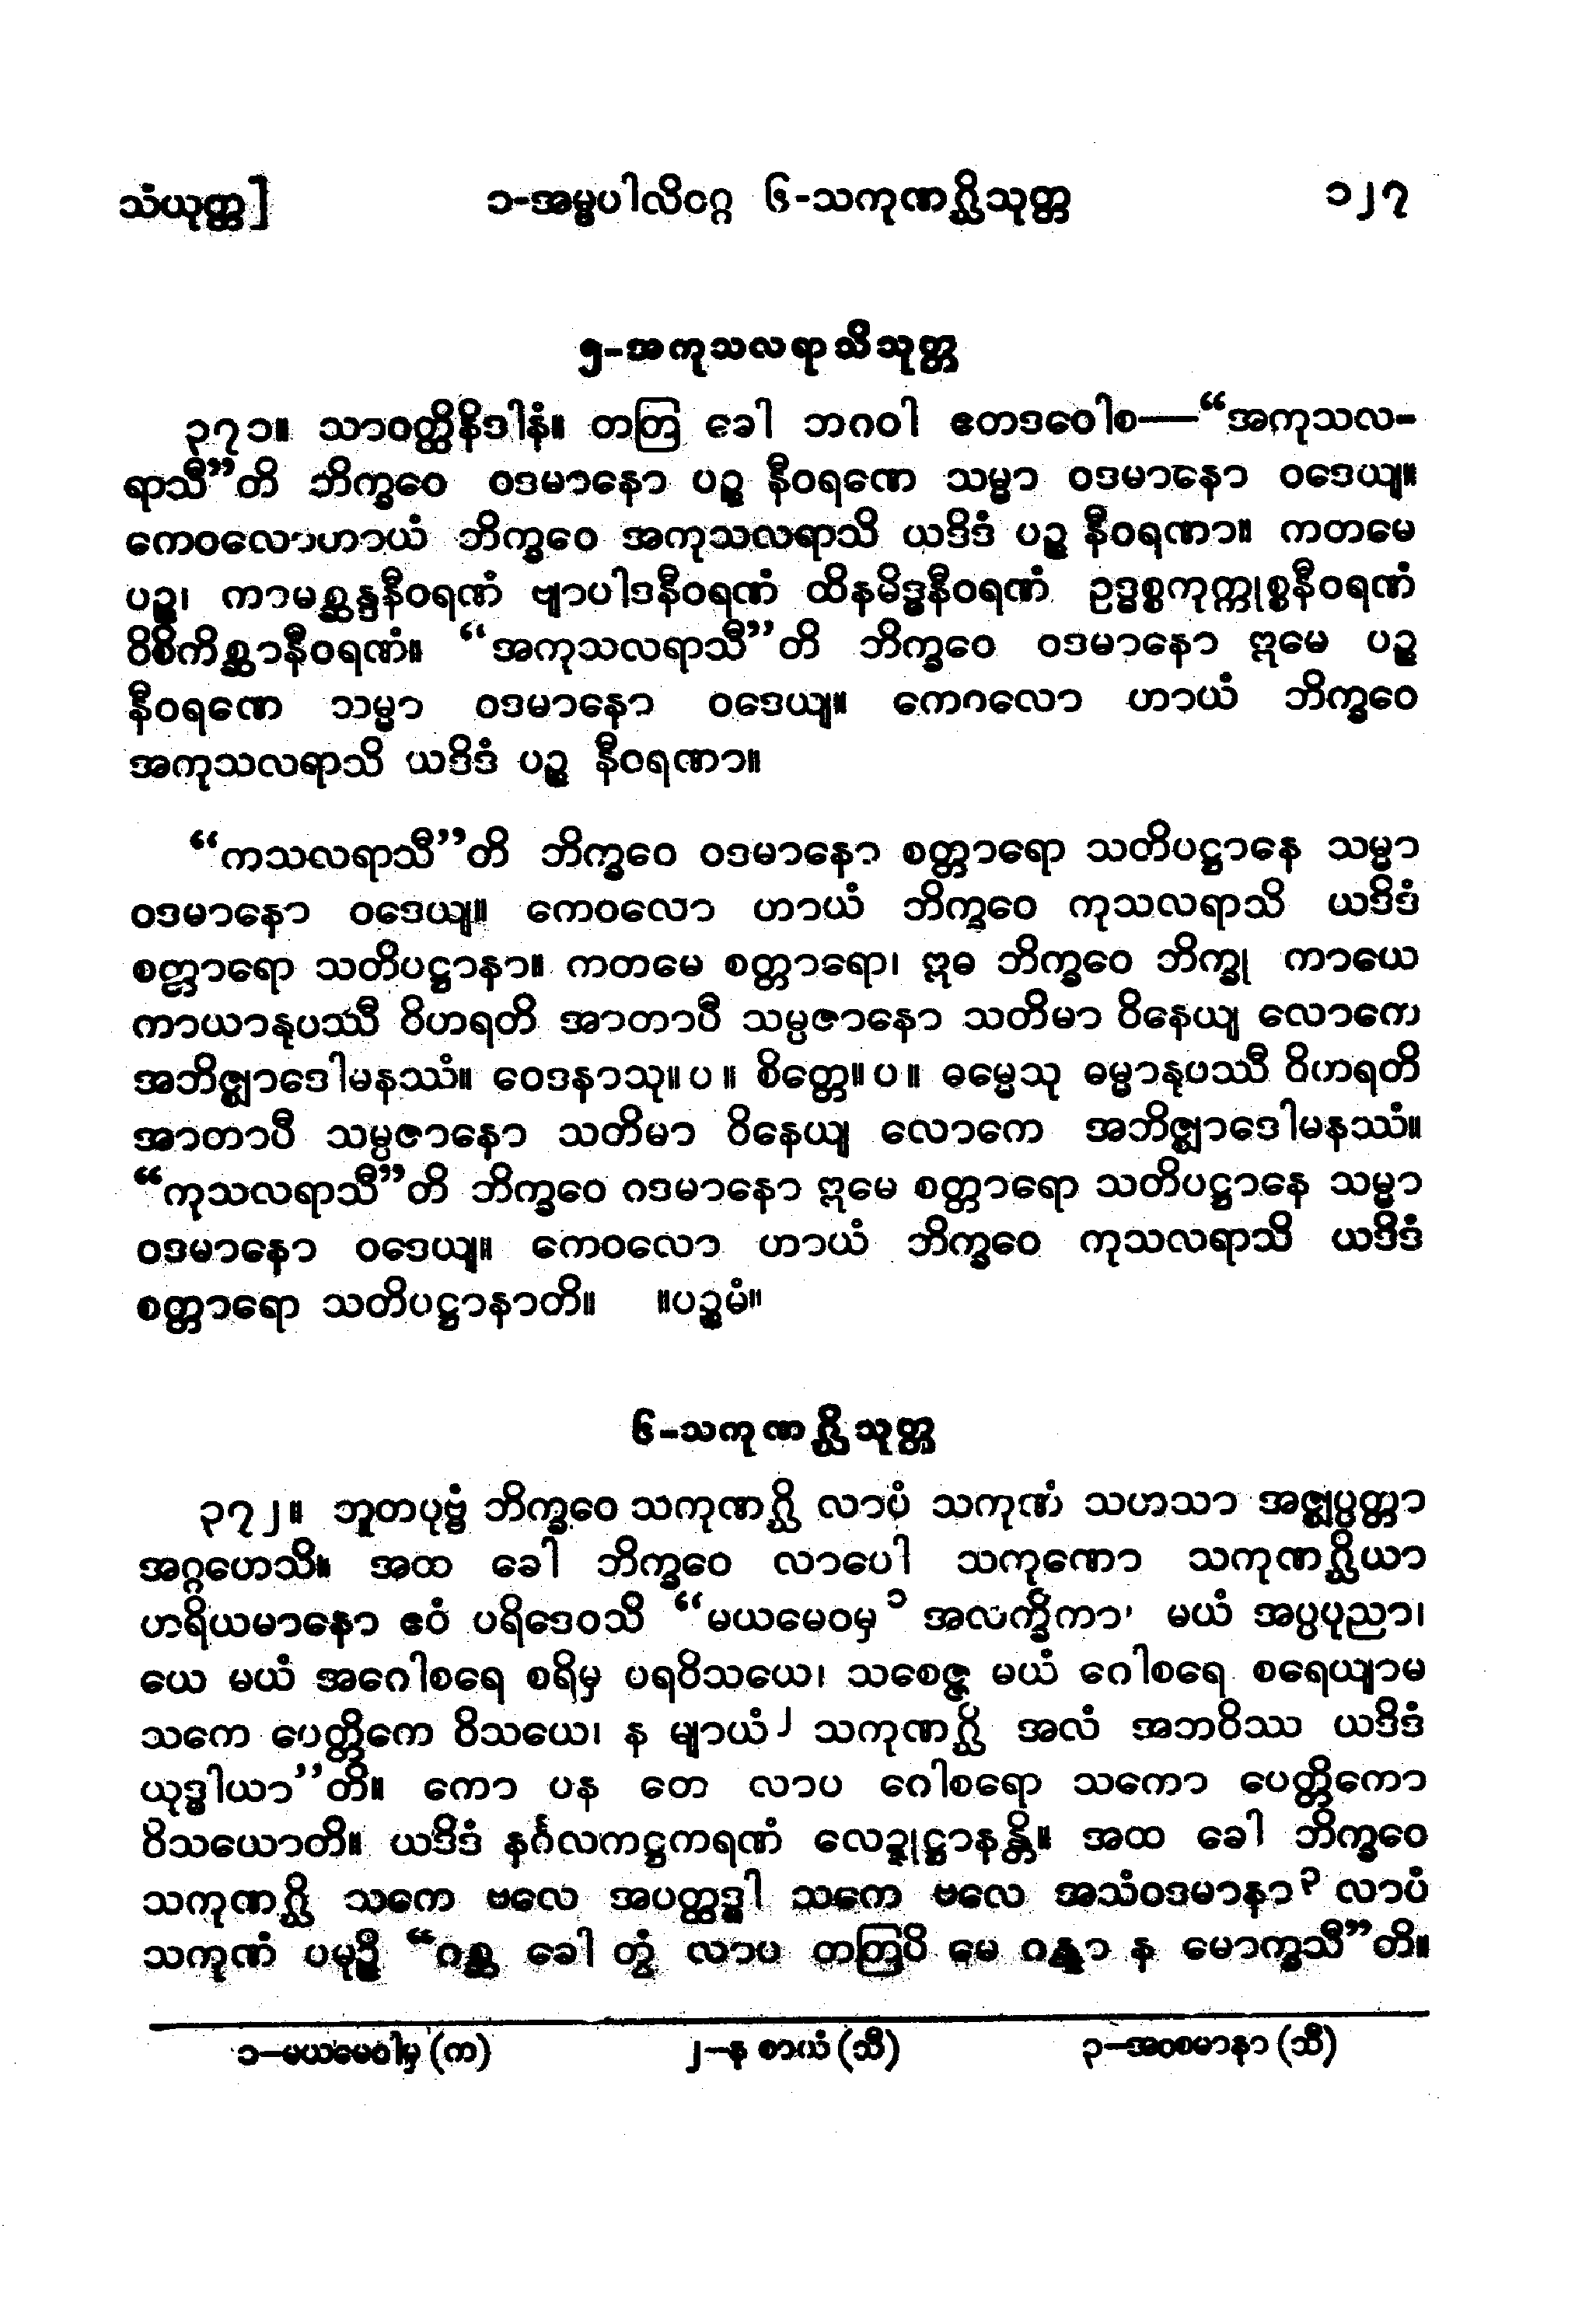 သံယုတ္တ] ၁-အမ္ဗပါလိဝဂ္ဂ ၆-သကုဏဂ္ဃိသုတ္တ ၁၂၇
၅-အကုသလရာသိသုတ္တ
၃၇၁။ သာဝတ္ထိနိဒါနံ။ တတြ ခေါ ဘဂဝါ ဧတဒဝေါစ—“အကုသလ-
ရာသီ”တိ ဘိက္ခဝေ ဝဒမာနော ပဉ္စ နီဝရဏေ သမ္မာ ဝဒမာနော ဝဒေယျ။
ကေဝလောဟာယံ ဘိက္ခဝေ အကုသလရာသိ ယဒိဒံ ပဉ္စ နီဝရဏာ။ ကတမေ
ပဉ္စ၊ ကာမစ္ဆန္ဒနီဝရဏံ ဗျာပါဒနီဝရဏံ ထိနမိဒ္ဓနီဝရဏံ ဥဒ္ဓစ္စကုက္ကုစ္စနီဝရဏံ
ဝိစိကိစ္ဆာနီဝရဏံ။ “အကုသလရာသီ”တိ ဘိက္ခဝေ ဝဒမာနော ဣမေ ပဉ္စ
နီဝရဏေ သမ္မာ ဝဒမာနော ဝဒေယျ။ ကေဝလော ဟာယံ ဘိက္ခဝေ
အကုသလရာသိ ယဒိဒံ ပဉ္စ နီဝရဏာ။
“ကသလရာသီ”တိ ဘိက္ခဝေ ဝဒမာနော စတ္တာရော သတိပဋ္ဌာနေ သမ္မာ
ဝဒမာနော ဝဒေယျ။ ကေဝလော ဟာယံ ဘိက္ခဝေ ကုသလရာသိ ယဒိဒံ
စတ္တာရော သတိပဋ္ဌာနာ။ ကတမေ စတ္တာရော၊ ဣဓ ဘိက္ခဝေ ဘိက္ခု ကာယေ
ကာယာနုပဿီ ဝိဟရတိ အာတာပီ သမ္ပဇာနော သတိမာ ဝိနေယျ လောကေ
အဘိဇ္ဈာဒေါမနဿံ။ ဝေဒနာသု။ပ။ စိတ္တေ။ပ။ ဓမ္မေသု ဓမ္မာနုပဿီ ဝိဟရတိ
အာတာပီ သမ္ပဇာနော သတိမာ ဝိနေယျ လောကေ အဘိဇ္ဈာဒေါမနဿံ။
“ကုသလရာသီ”တိ ဘိက္ခဝေ ဝဒမာနော ဣမေ စတ္တာရော သတိပဋ္ဌာနေ သမ္မာ
ဝဒမာနော ဝဒေယျ။ ကေဝလော ဟာယံ ဘိက္ခဝေ ကုသလရာသိ ယဒိဒံ
စတ္တာရော သတိပဋ္ဌာနာတိ။ ။ပဉ္စမံ။
၆-သကုဏဂ္ဃိသုတ္တ
၃၇၂။ ဘူတပုဗ္ဗံ ဘိက္ခဝေ သကုဏဂ္ဃိ လာပံ သကုဏံ သဟသာ အဇ္ဈပ္ပတ္တာ
အဂ္ဂဟေသိ။ အထ ခေါ ဘိက္ခဝေ လာပေါ သကုဏော သကုဏဂ္ဃိယာ
ဟရိယမာနော ဧဝံ ပရိဒေဝသိ “မယမေဝမှ ၁ အလက္ခိကာ၊ မယံ အပ္ပပုညာ၊
ယေ မယံ အဂေါစရေ စရိမှ ပရဝိသယေ၊ သစေဇ္ဇ မယံ ဂေါစရေ စရေယျာမ
သကေ ပေတ္တိကေ ဝိသယေ၊ န မျာယံ ၂ သကုဏဂ္ဃိ အလံ အဘဝိဿ ယဒိဒံ
ယုဒ္ဓါယာ”တိ။ ကော ပန တေ လာပ ဂေါစရော သကော ပေတ္တိကော
ဝိသယောတိ။ ယဒိဒံ နင်္ဂလကဋ္ဌကရဏံ လေဍ္ဍုဋ္ဌာနန္တိ။ အထ ခေါ ဘိက္ခဝေ
သကုဏဂ္ဃိ သကေ ဗလေ အပတ္ထဒ္ဓါ သကေ ဗလေ အသံဝဒမာနာ ၃ လာပံ
သကုဏံ ပမုဉ္စိ “ဂစ္ဆ ခေါ တွံ လာပ တတြပိ မေ ဂန္တွာ န မောက္ခသီ”တိ။
၁—မယမေဝါမှ (က) ၂—န စာယံ (သီ) ၃—အဝစမာနာ (သီ)